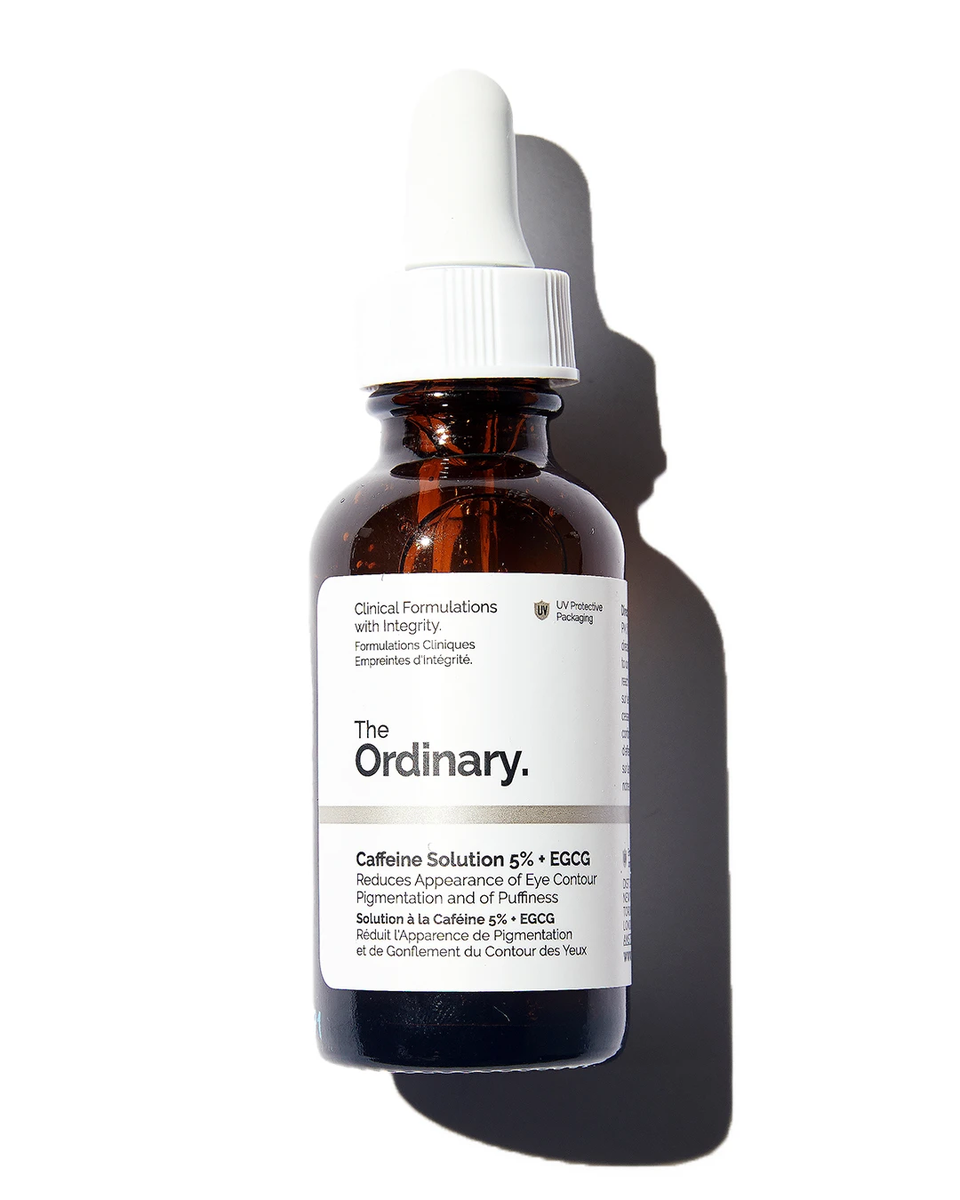 Clinical Formulations
with Integrity.
Formulations Cliniques
Empreintes d'Intégrité.
UV
UV Protective
Packaging
The
Ordinary.
Caffeine Solution 5% + EGCG
Reduces Appearance of Eye Contour
Pigmentation and of Puffiness
Solution à la Caféine 5% + EGCG
Réduit l'Apparence de Pigmentation
et de Gonflement du Contour des Yeux